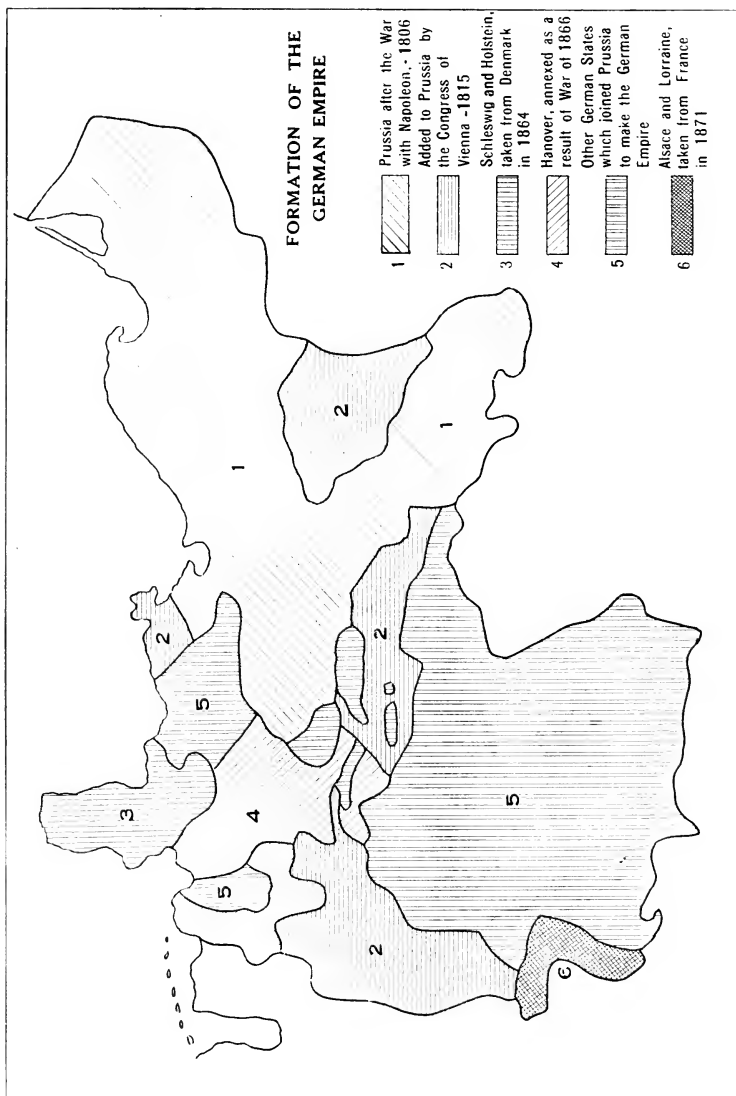 FORMATION OF THE
GERMAN EMPIRE
1 Prussia after the War
with Napoleon.- 1806
2 Added to Prussia by
the Congress of
Vienna -1815
3 Schleswig and Holstein,
taken from Denmark
in 1864
4 Hanover, annexed as a
result of War of 1866
5 Other German States
which joined Prussia
to make the German
Empire
6 Alsace and Lorraine,
taken from France
in 1871
3
2
5
1
5
4
2
2
2
1
5
6